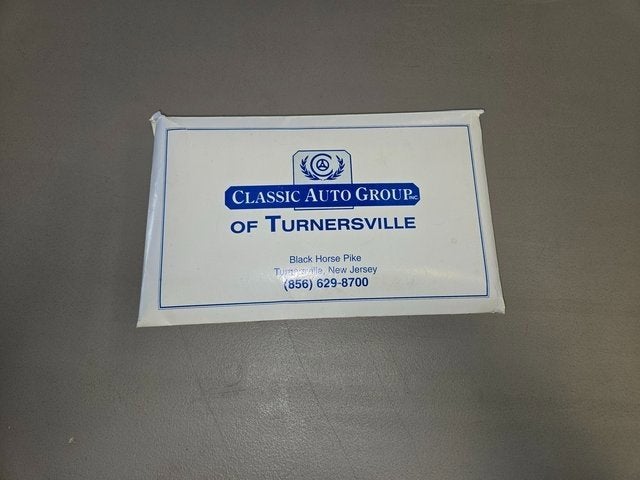 C
CLASSIC AUTO GROUP INC
OF TURNERSVILLE
Black Horse Pike
Turnersville, New Jersey
(856) 629-8700